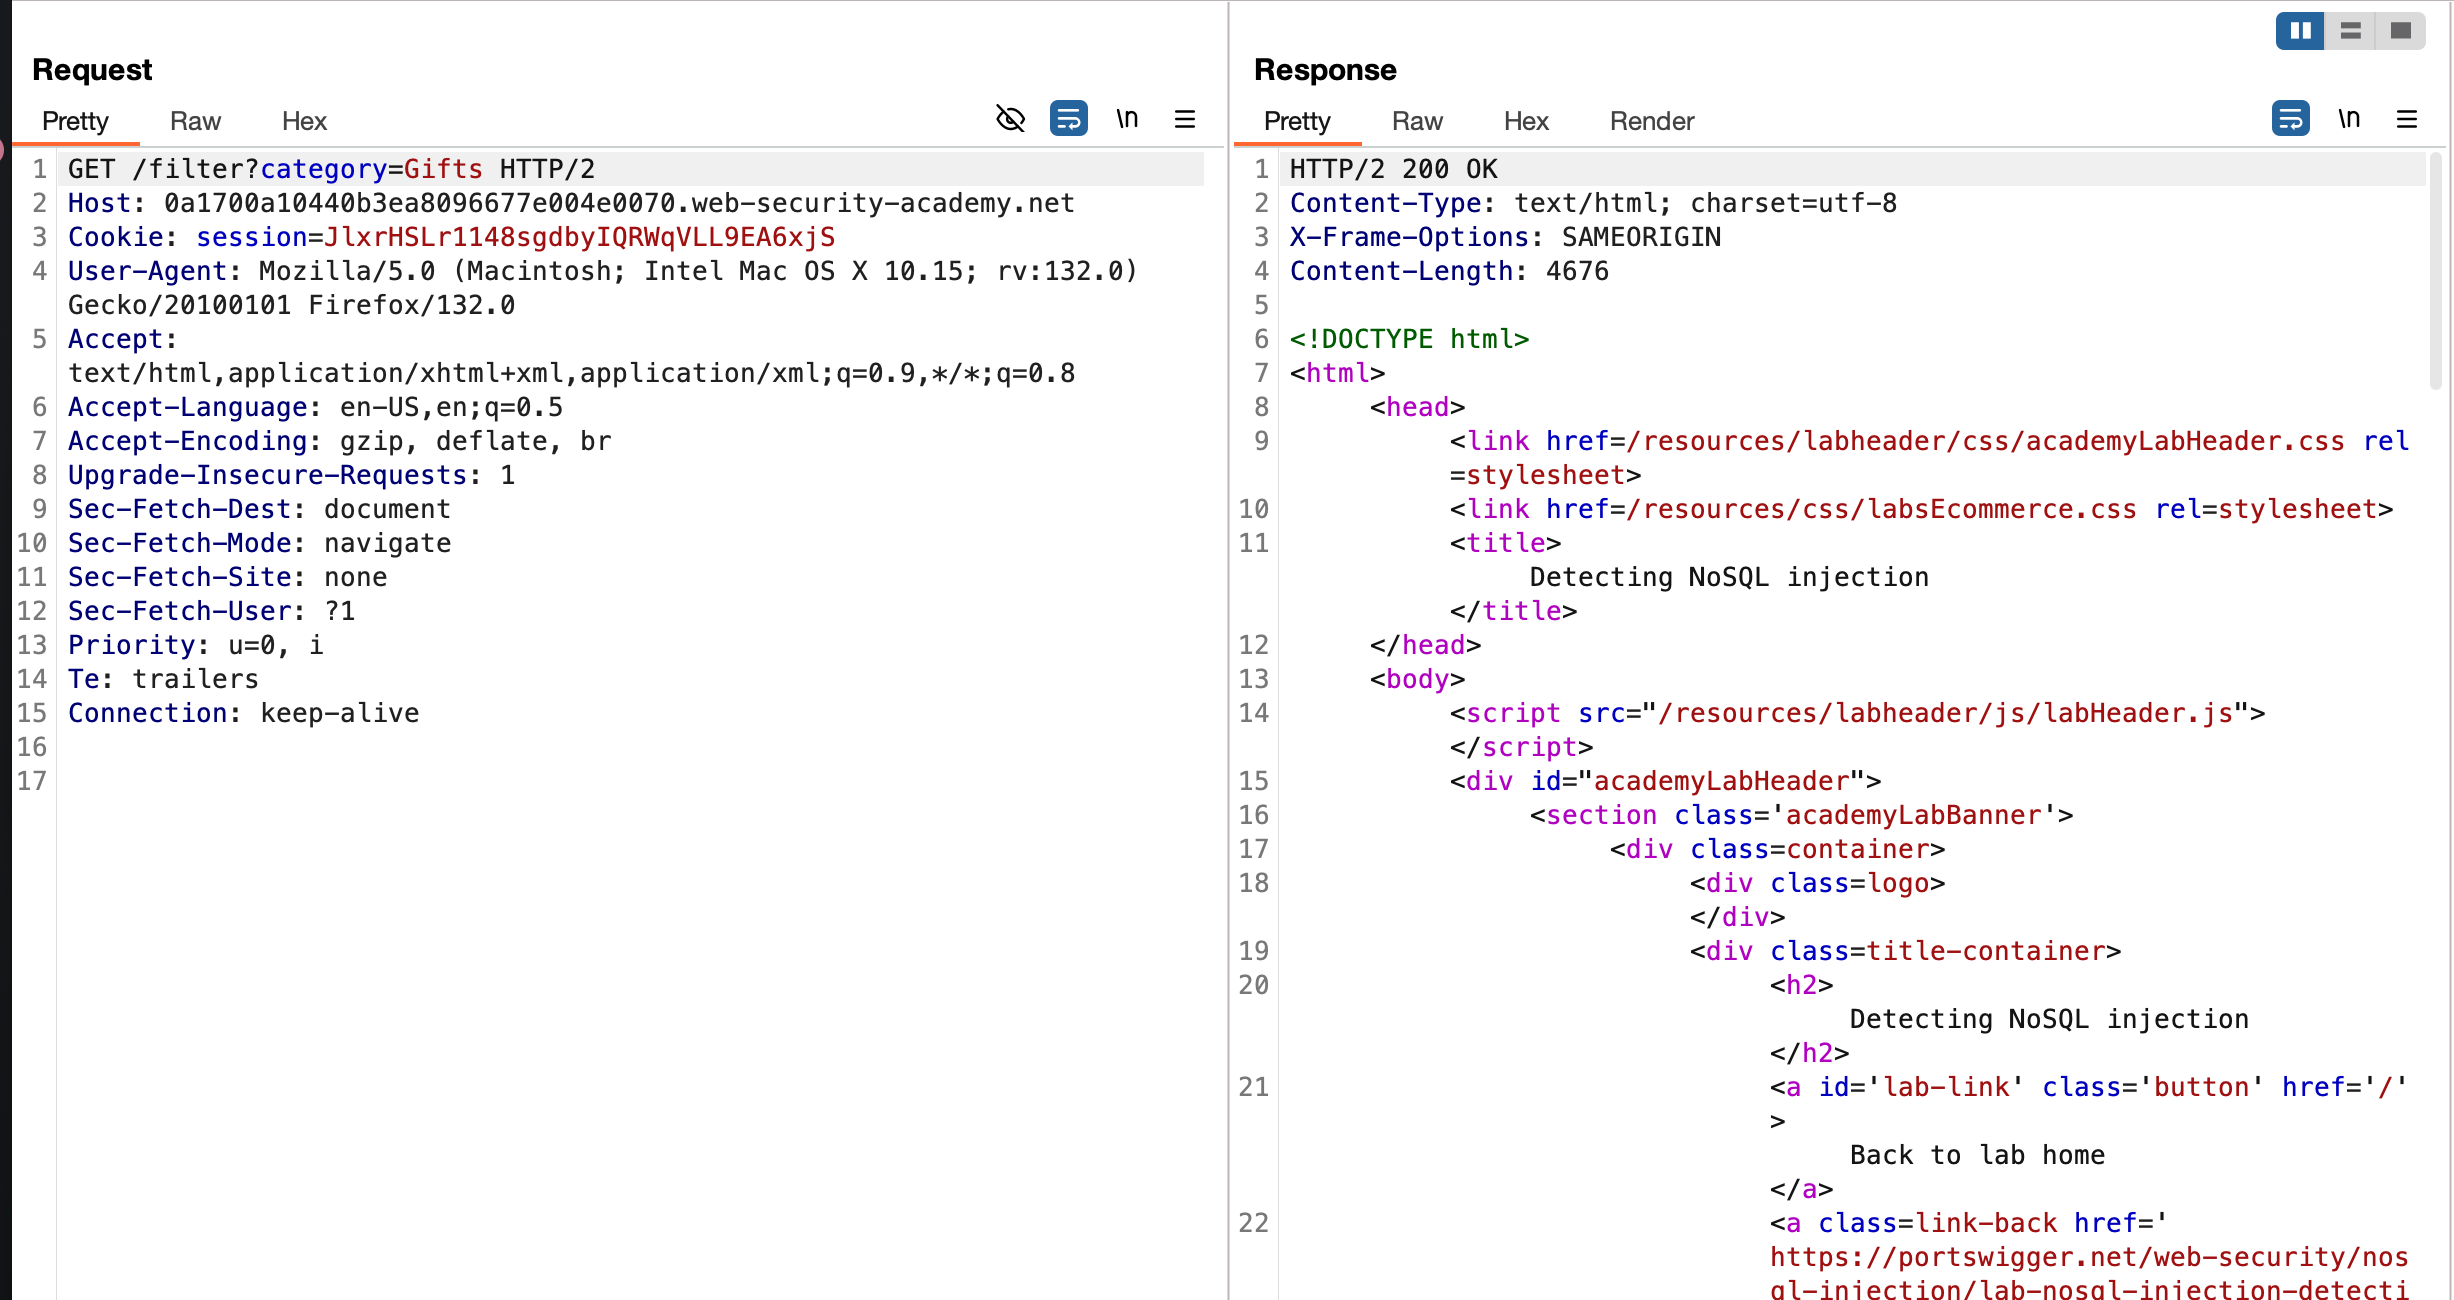 Request
Pretty Raw Hex \n
1 GET /filter?category=Gifts HTTP/2
2 Host: 0a1700a10440b3ea8096677e004e0070.web-security-academy.net
3 Cookie: session=JlxrHSLr1148sgdbyIQRWqVLL9EA6xjS
4 User-Agent: Mozilla/5.0 (Macintosh; Intel Mac OS X 10.15; rv:132.0)
Gecko/20100101 Firefox/132.0
5 Accept:
text/html,application/xhtml+xml,application/xml;q=0.9,*/*;q=0.8
6 Accept-Language: en-US,en;q=0.5
7 Accept-Encoding: gzip, deflate, br
8 Upgrade-Insecure-Requests: 1
9 Sec-Fetch-Dest: document
10 Sec-Fetch-Mode: navigate
11 Sec-Fetch-Site: none
12 Sec-Fetch-User: ?1
13 Priority: u=0, i
14 Te: trailers
15 Connection: keep-alive
16
17
Response
Pretty Raw Hex Render \n
1 HTTP/2 200 OK
2 Content-Type: text/html; charset=utf-8
3 X-Frame-Options: SAMEORIGIN
4 Content-Length: 4676
5
6 <!DOCTYPE html>
7 <html>
8 <head>
9 <link href=/resources/labheader/css/academyLabHeader.css rel
=stylesheet>
10 <link href=/resources/css/labsEcommerce.css rel=stylesheet>
11 <title>
Detecting NoSQL injection
</title>
12 </head>
13 <body>
14 <script src="/resources/labheader/js/labHeader.js">
</script>
15 <div id="academyLabHeader">
16 <section class='academyLabBanner'>
17 <div class=container>
18 <div class=logo>
</div>
19 <div class=title-container>
20 <h2>
Detecting NoSQL injection
</h2>
21 <a id='lab-link' class='button' href='/'
>
Back to lab home
</a>
22 <a class=link-back href='
https://portswigger.net/web-security/nos
ql-injection/lab-nosql-injection-detecti